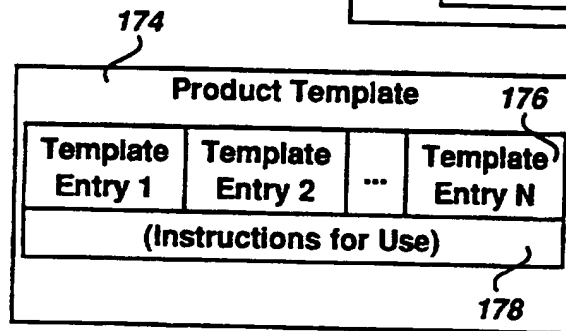 174
Product Template
176
Template Template ... Template
Entry 1 Entry 2 Entry N
(Instructions for Use)
178